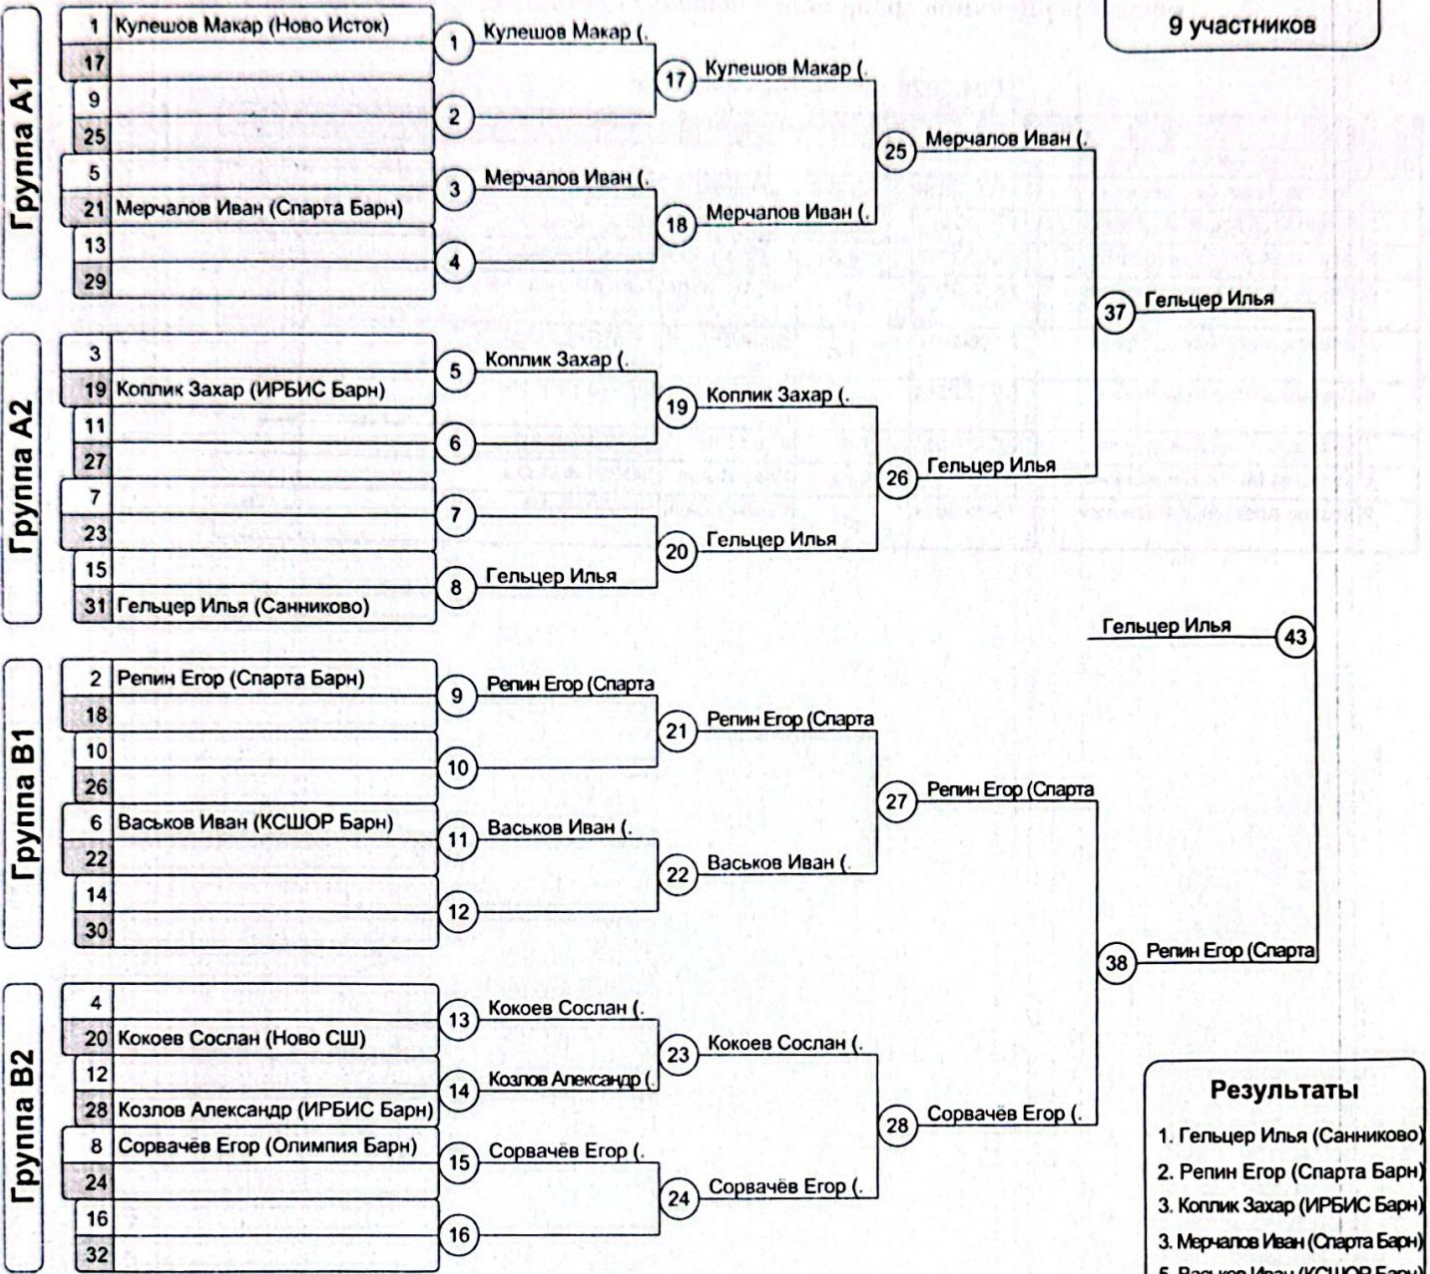 9 участников
Группа A1
1 Кулешов Макар (Ново Исток)
17
9
25
5
21 Мерчалов Иван (Спарта Барн)
13
29
1 Кулешов Макар (.
2
3 Мерчалов Иван (.
4
17 Кулешов Макар (.
18 Мерчалов Иван (.
25 Мерчалов Иван (.
Группа A2
3
19 Коплик Захар (ИРБИС Барн)
11
27
7
23
15
31 Гельцер Илья (Санниково)
5 Коплик Захар (.
6
7
8 Гельцер Илья
19 Коплик Захар (.
20 Гельцер Илья
26 Гельцер Илья
37 Гельцер Илья
Гельцер Илья 43
Группа B1
2 Репин Егор (Спарта Барн)
18
10
26
6 Васьков Иван (КСШОР Барн)
22
14
30
9 Репин Егор (Спарта
10
11 Васьков Иван (.
12
21 Репин Егор (Спарта
22 Васьков Иван (.
27 Репин Егор (Спарта
38 Репин Егор (Спарта
Группа B2
4
20 Кокоев Сослан (Ново СШ)
12
28 Козлов Александр (ИРБИС Барн)
8 Сорвачёв Егор (Олимпия Барн)
24
16
32
13 Кокоев Сослан (.
14 Козлов Александр (.
15 Сорвачёв Егор (.
16
23 Кокоев Сослан (.
24 Сорвачёв Егор (.
28 Сорвачёв Егор (.
Результаты
1. Гельцер Илья (Санниково)
2. Репин Егор (Спарта Барн)
3. Коплик Захар (ИРБИС Барн)
3. Мерчалов Иван (Спарта Барн)
5. Васьков Иван (КСШОР Барн)